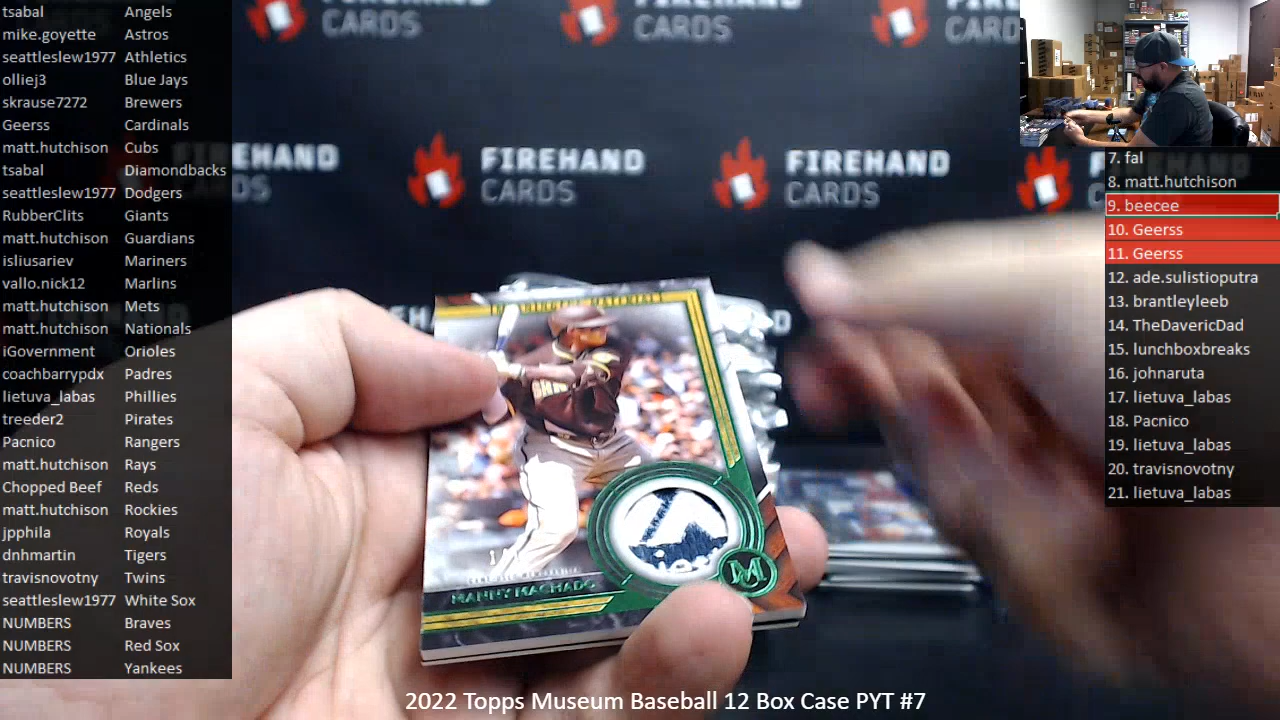 tsabal Angels
mike.goyette Astros
seattleslew1977 Athletics
olliej3 Blue Jays
skrause7272 Brewers
Geerss Cardinals
matt.hutchison Cubs
tsabal Diamondbacks
seattleslew1977 Dodgers
RubberClits Giants
matt.hutchison Guardians
isliusariev Mariners
vallo.nick12 Marlins
matt.hutchison Mets
matt.hutchison Nationals
iGovernment Orioles
coachbarrypdx Padres
lietuva_labas Phillies
treeder2 Pirates
Pacnico Rangers
matt.hutchison Rays
Chopped Beef Reds
matt.hutchison Rockies
jpphila Royals
dnhmartin Tigers
travisnovotny Twins
seattleslew1977 White Sox
NUMBERS Braves
NUMBERS Red Sox
NUMBERS Yankees
CARDS
CARDS
FIREHAND
CARDS
FIREHAND
CARDS
MANNY MACHADO
M
7. fal
8. matt.hutchison
9. beecee
10. Geerss
11. Geerss
12. ade.sulistioputra
13. brantleyleeb
14. TheDavericDad
15. lunchboxbreaks
16. johnaruta
17. lietuva_labas
18. Pacnico
19. lietuva_labas
20. travisnovotny
21. lietuva_labas
2022 Topps Museum Baseball 12 Box Case PYT #7